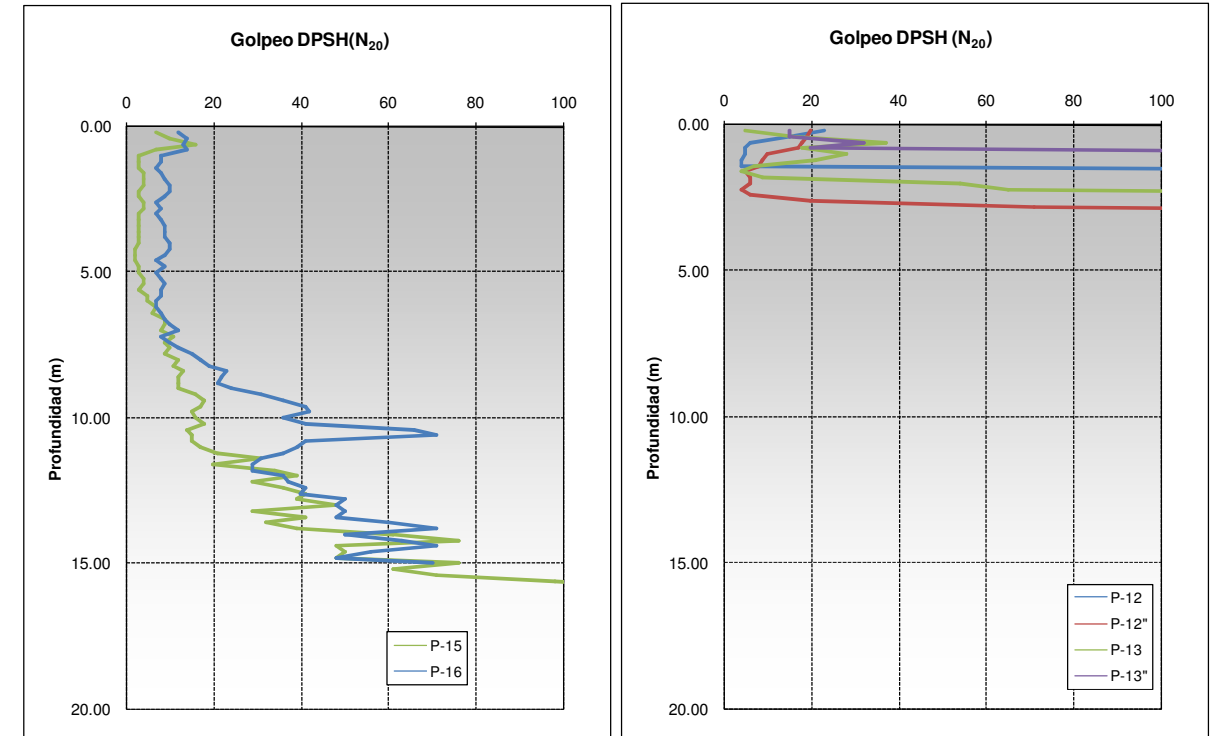 Golpeo DPSH(N20)
0 20 40 60 80 100
0.00
5.00
10.00
15.00
20.00
Profundidad (m)
P-15
P-16
Golpeo DPSH (N20)
0 20 40 60 80 100
0.00
5.00
10.00
15.00
20.00
Profundidad (m)
P-12
P-12"
P-13
P-13"